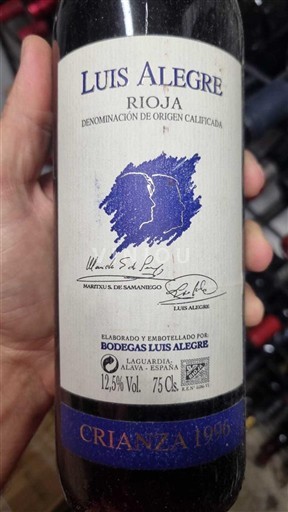 LUIS ALEGRE
RIOJA
DENOMINACIÓN DE ORIGEN CALIFICADA
MARITXU S. DE SAMANIEGO
LUIS ALEGRE
ELABORADO Y EMBOTELLADO POR:
BODEGAS LUIS ALEGRE
LAGUARDIA-
ALAVA - ESPAÑA
12,5% Vol. 75 Cls.
CRIANZA 1996